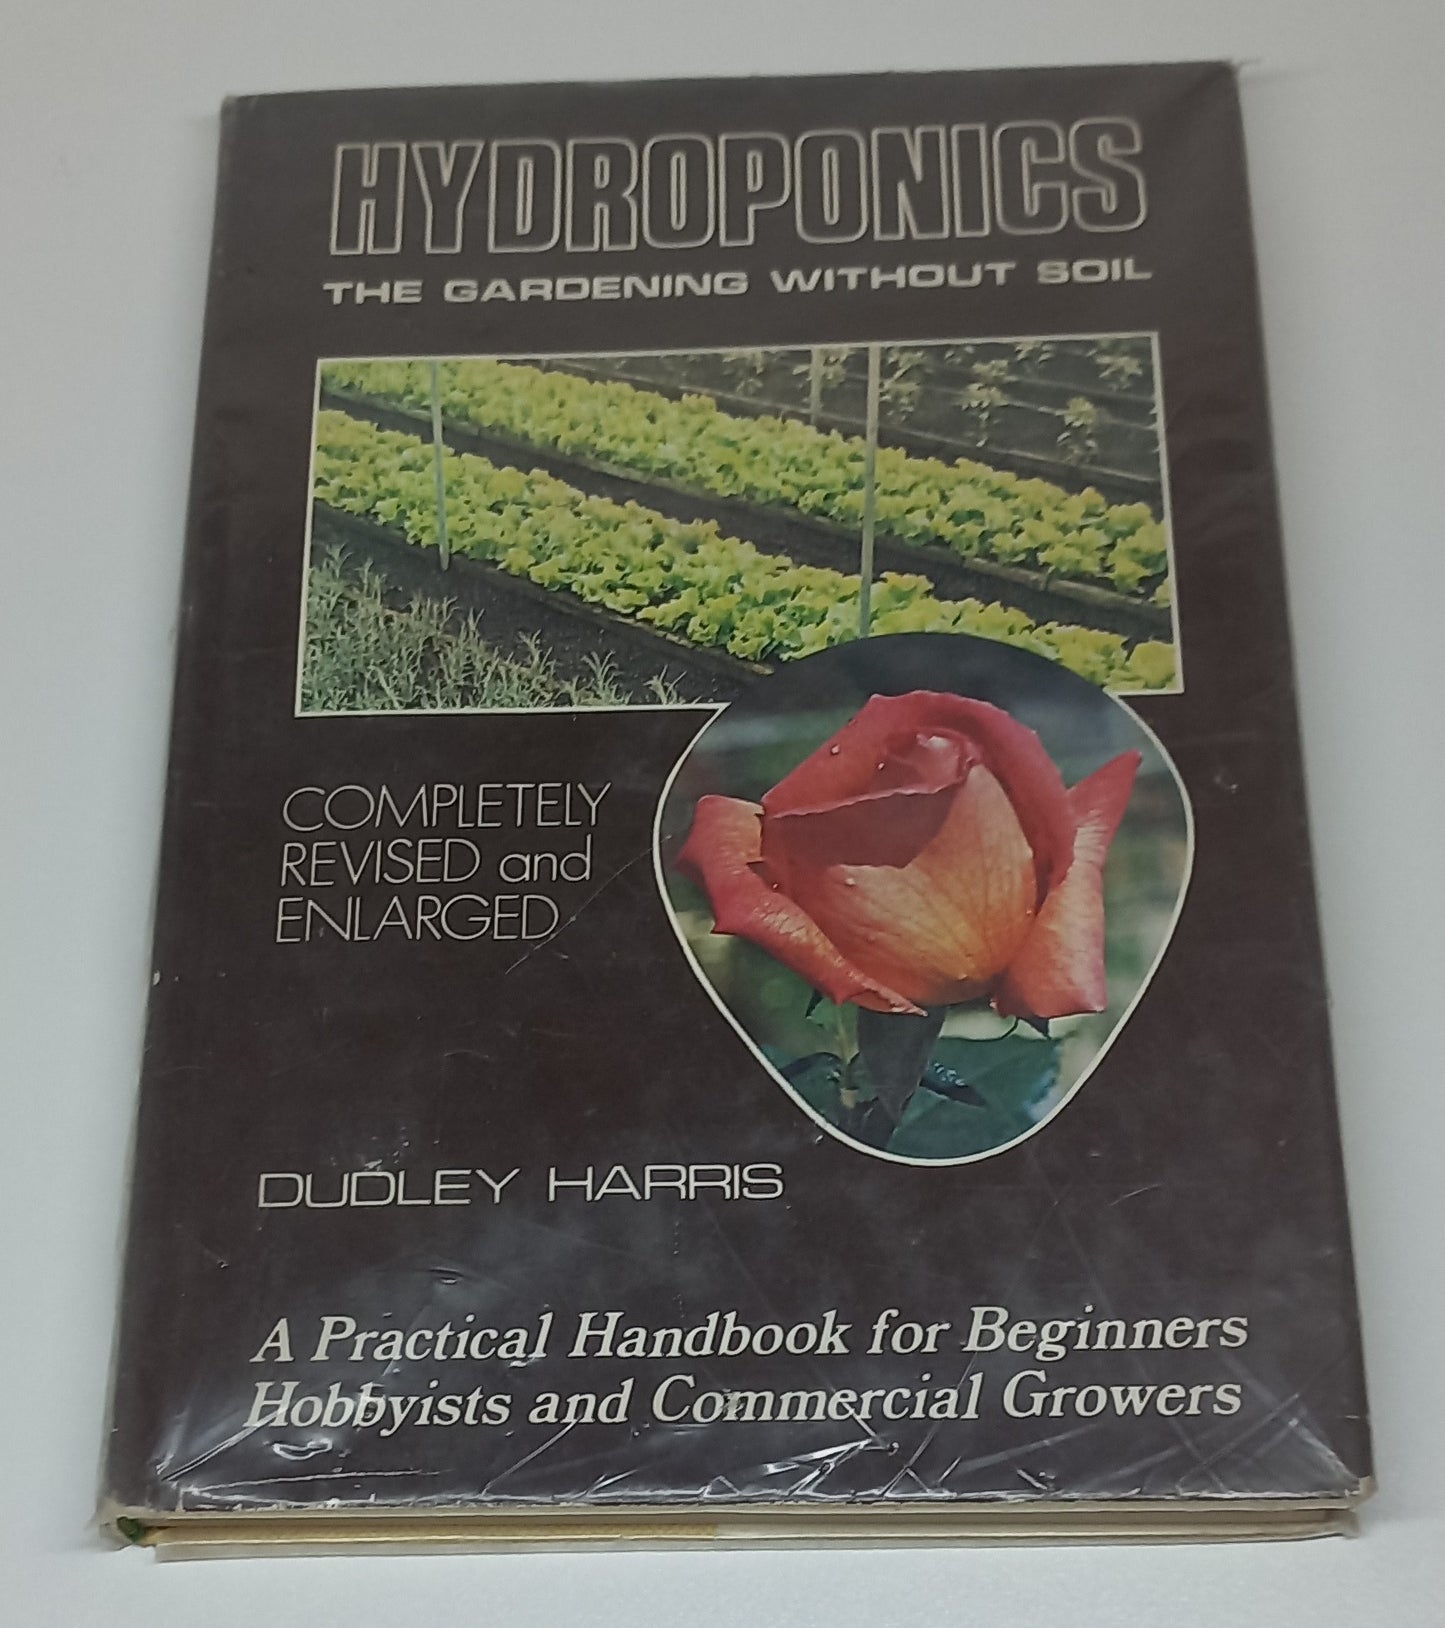 HYDROPONICS
THE GARDENING WITHOUT SOIL
COMPLETELY
REVISED and
ENLARGED
DUDLEY HARRIS
A Practical Handbook for Beginners
Hobbyists and Commercial Growers